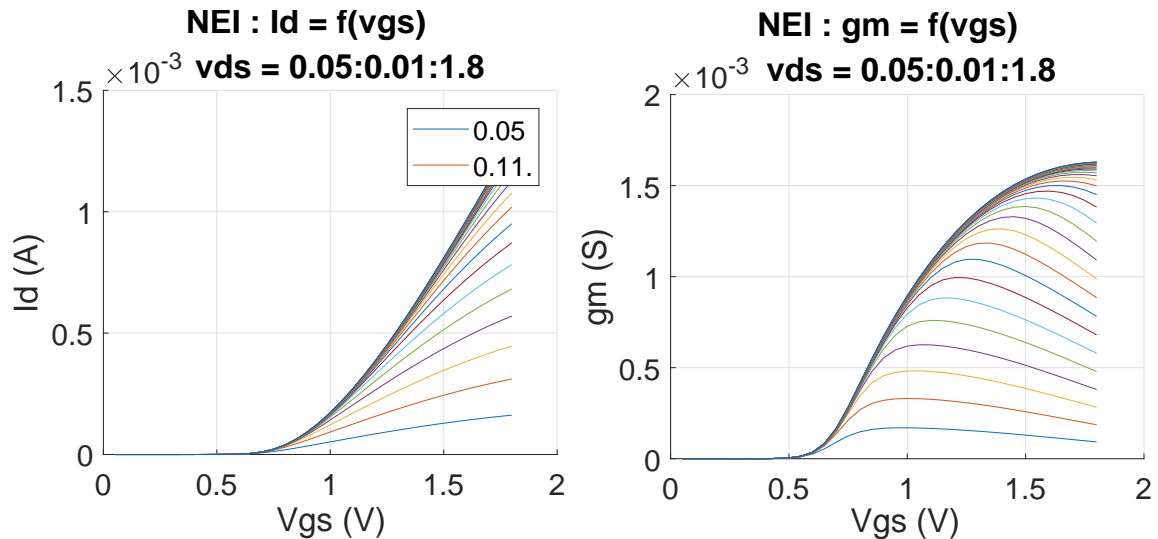 NEI : Id = f(vgs)
vds = 0.05:0.01:1.8
×10⁻³
1.5
1
0.5
0
0
0.5
1
1.5
2
Id (A)
Vgs (V)
0.05
0.11.
NEI : gm = f(vgs)
vds = 0.05:0.01:1.8
×10⁻³
2
1.5
1
0.5
0
0
0.5
1
1.5
2
gm (S)
Vgs (V)